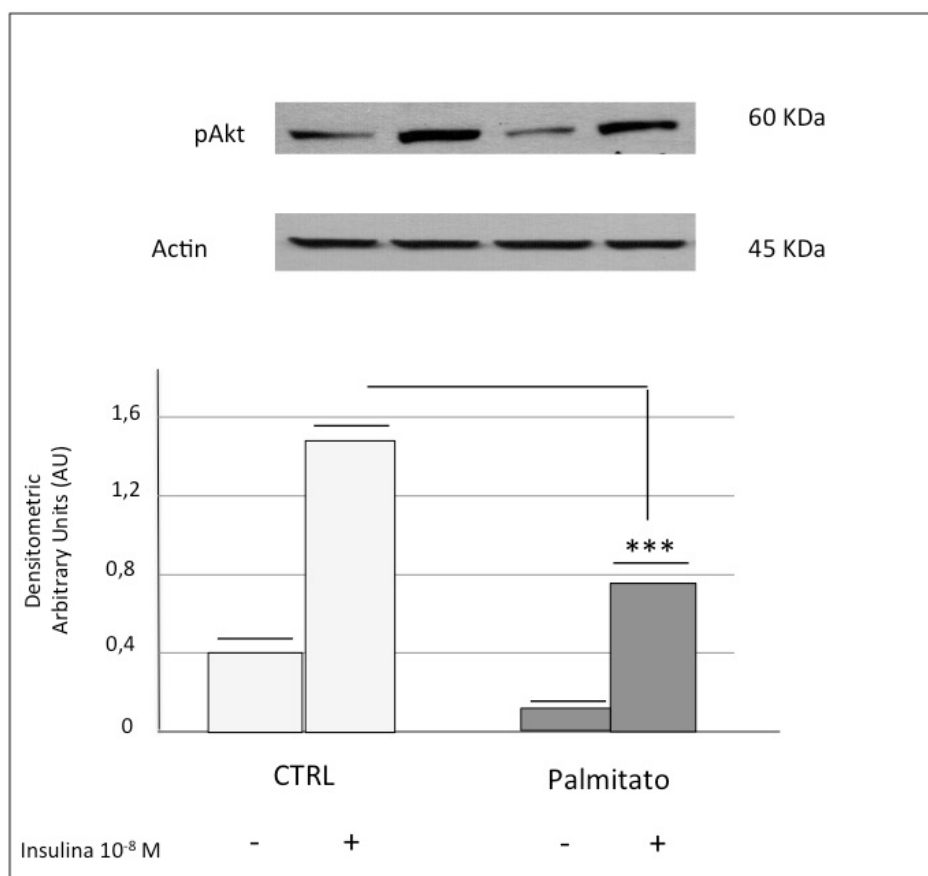 pAkt
60 KDa
Actin
45 KDa
Densitometric
Arbitrary Units (AU)
1,6
1,2
0,8
0,4
0
***
CTRL
Palmitato
Insulina 10⁻⁸ M - + - +